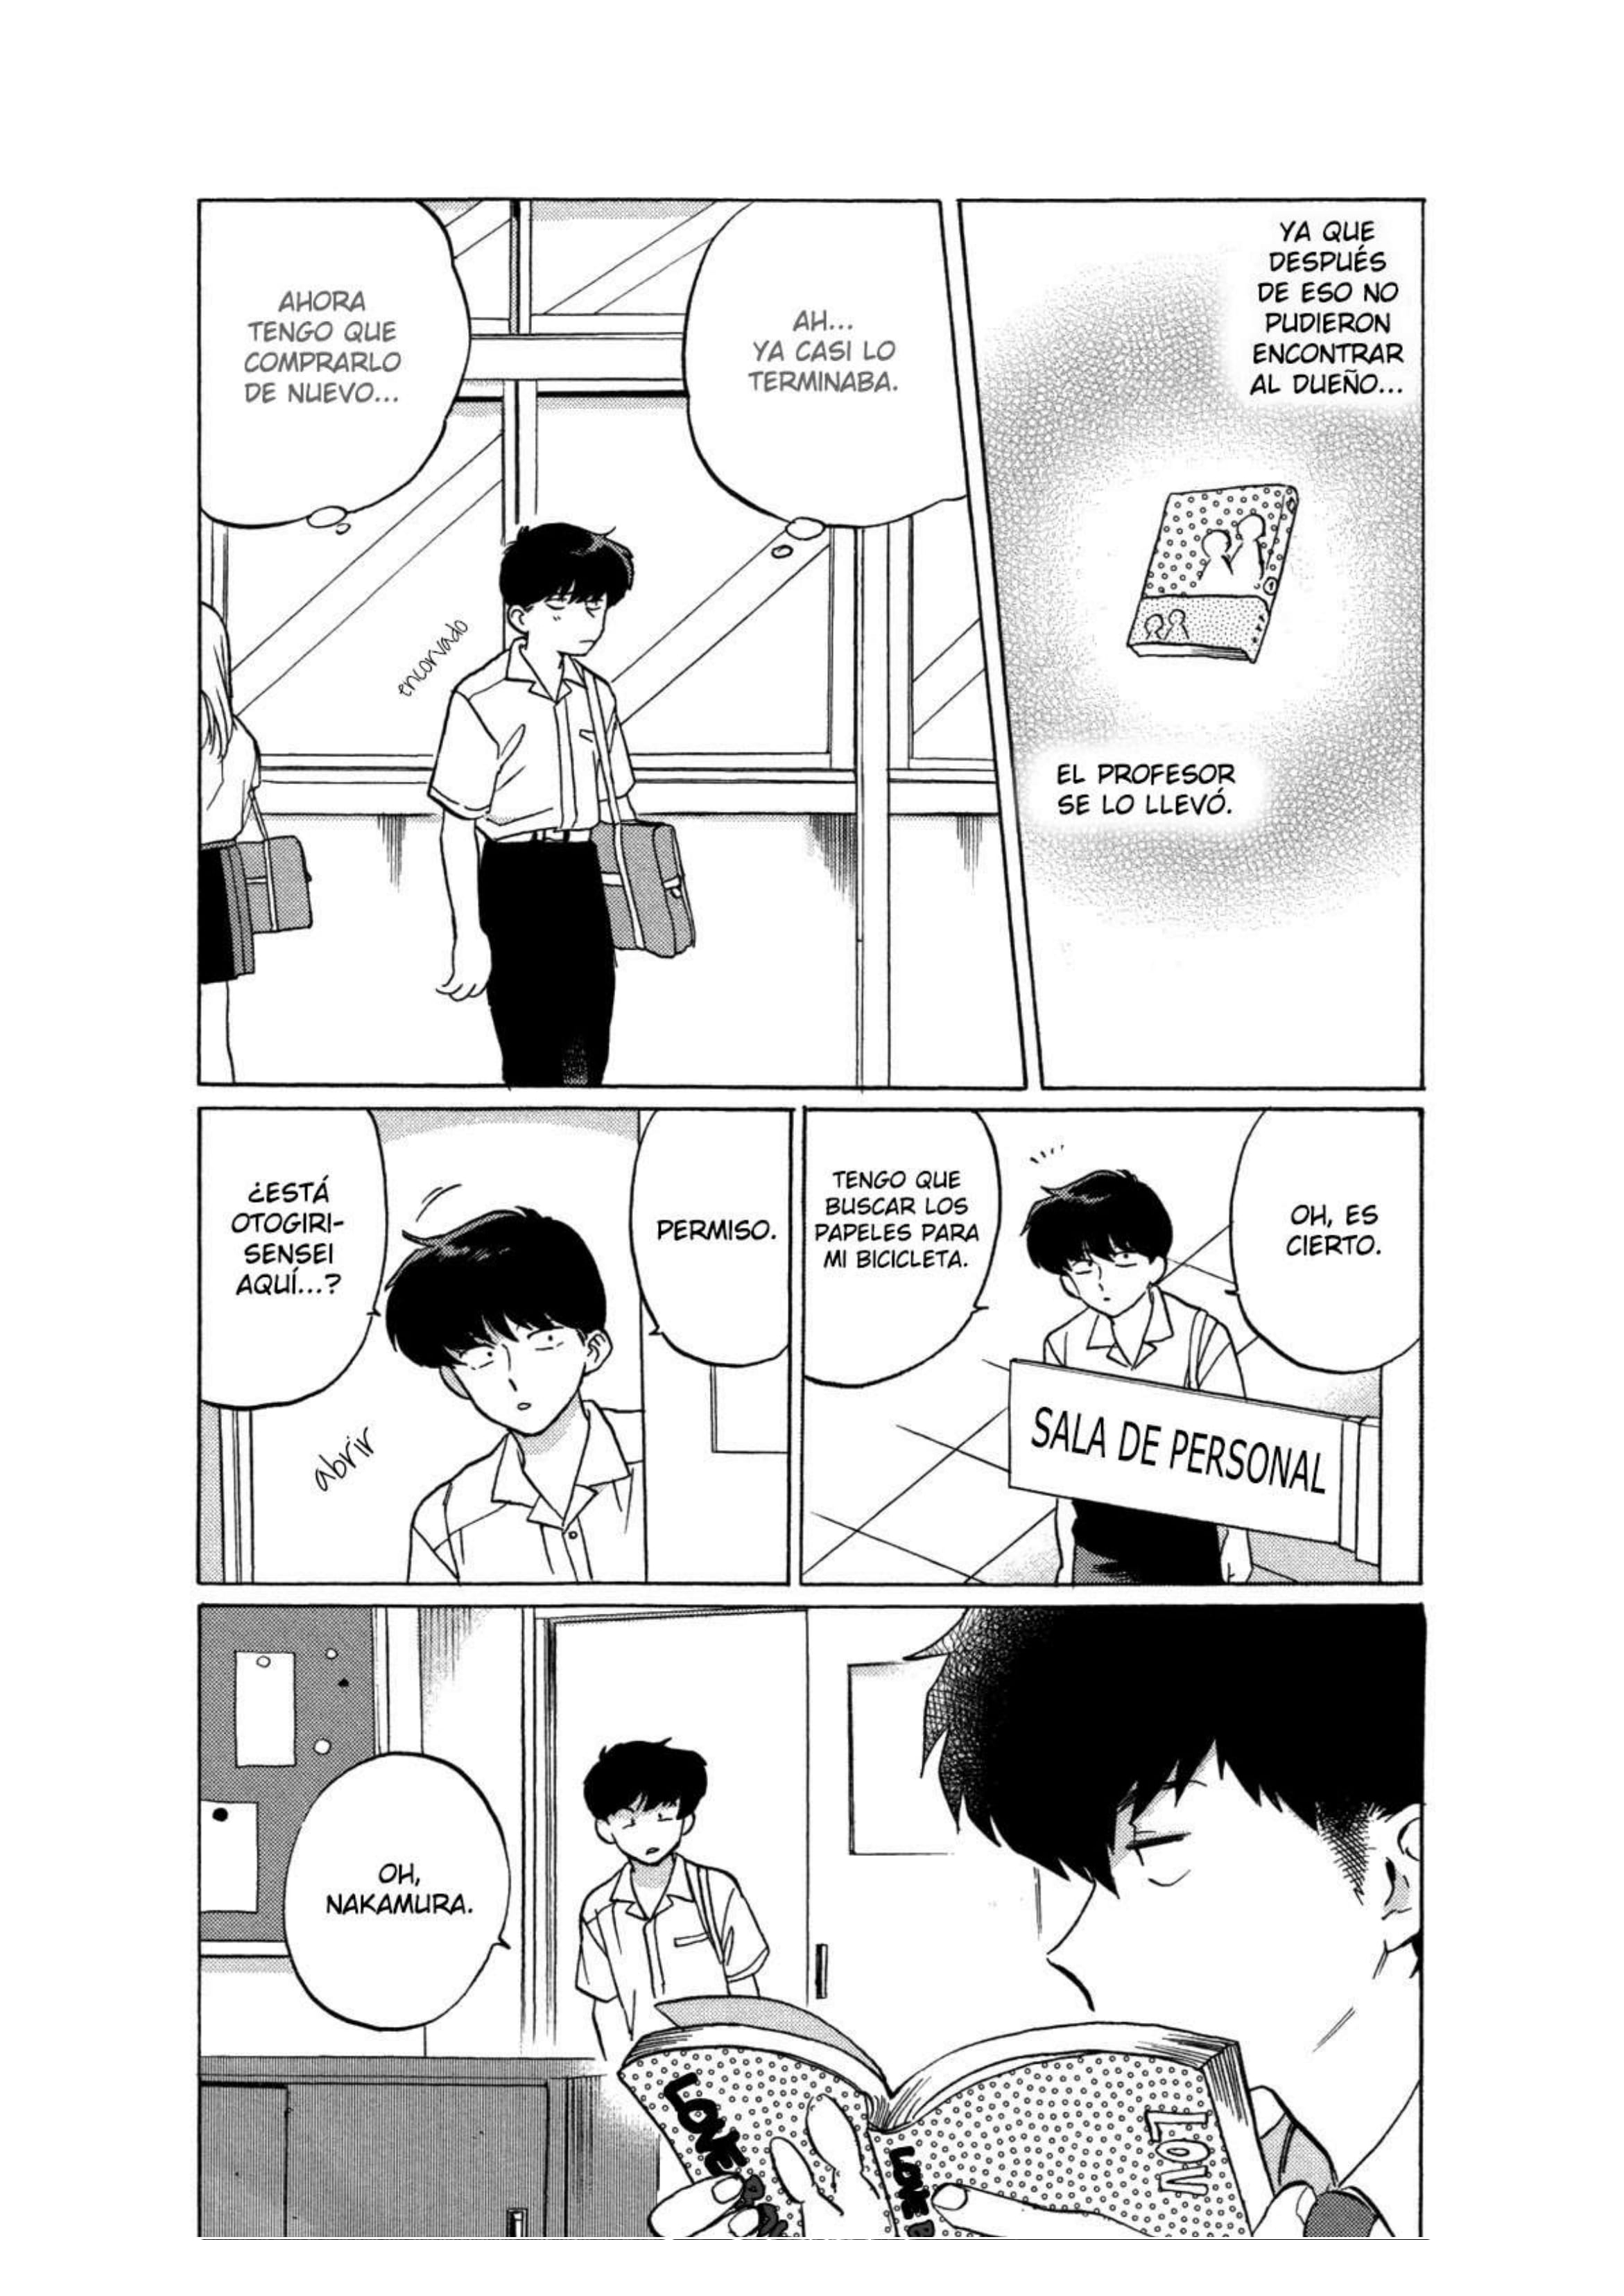 YA QUE
DESPUÉS
DE ESO NO
PUDIERON
ENCONTRAR
AL DUEÑO...
EL PROFESOR
SE LO LLEVÓ.
AH...
YA CASI LO
TERMINABA.
AHORA
TENGO QUE
COMPRARLO
DE NUEVO...
encorvado
OH, ES
CIERTO.
TENGO QUE
BUSCAR LOS
PAPELES PARA
MI BICICLETA.
SALA DE PERSONAL
PERMISO.
¿ESTÁ
OTOGIRI-
SENSEI
AQUÍ...?
abrir
OH,
NAKAMURA.
LOVE
LOVE B
LOV